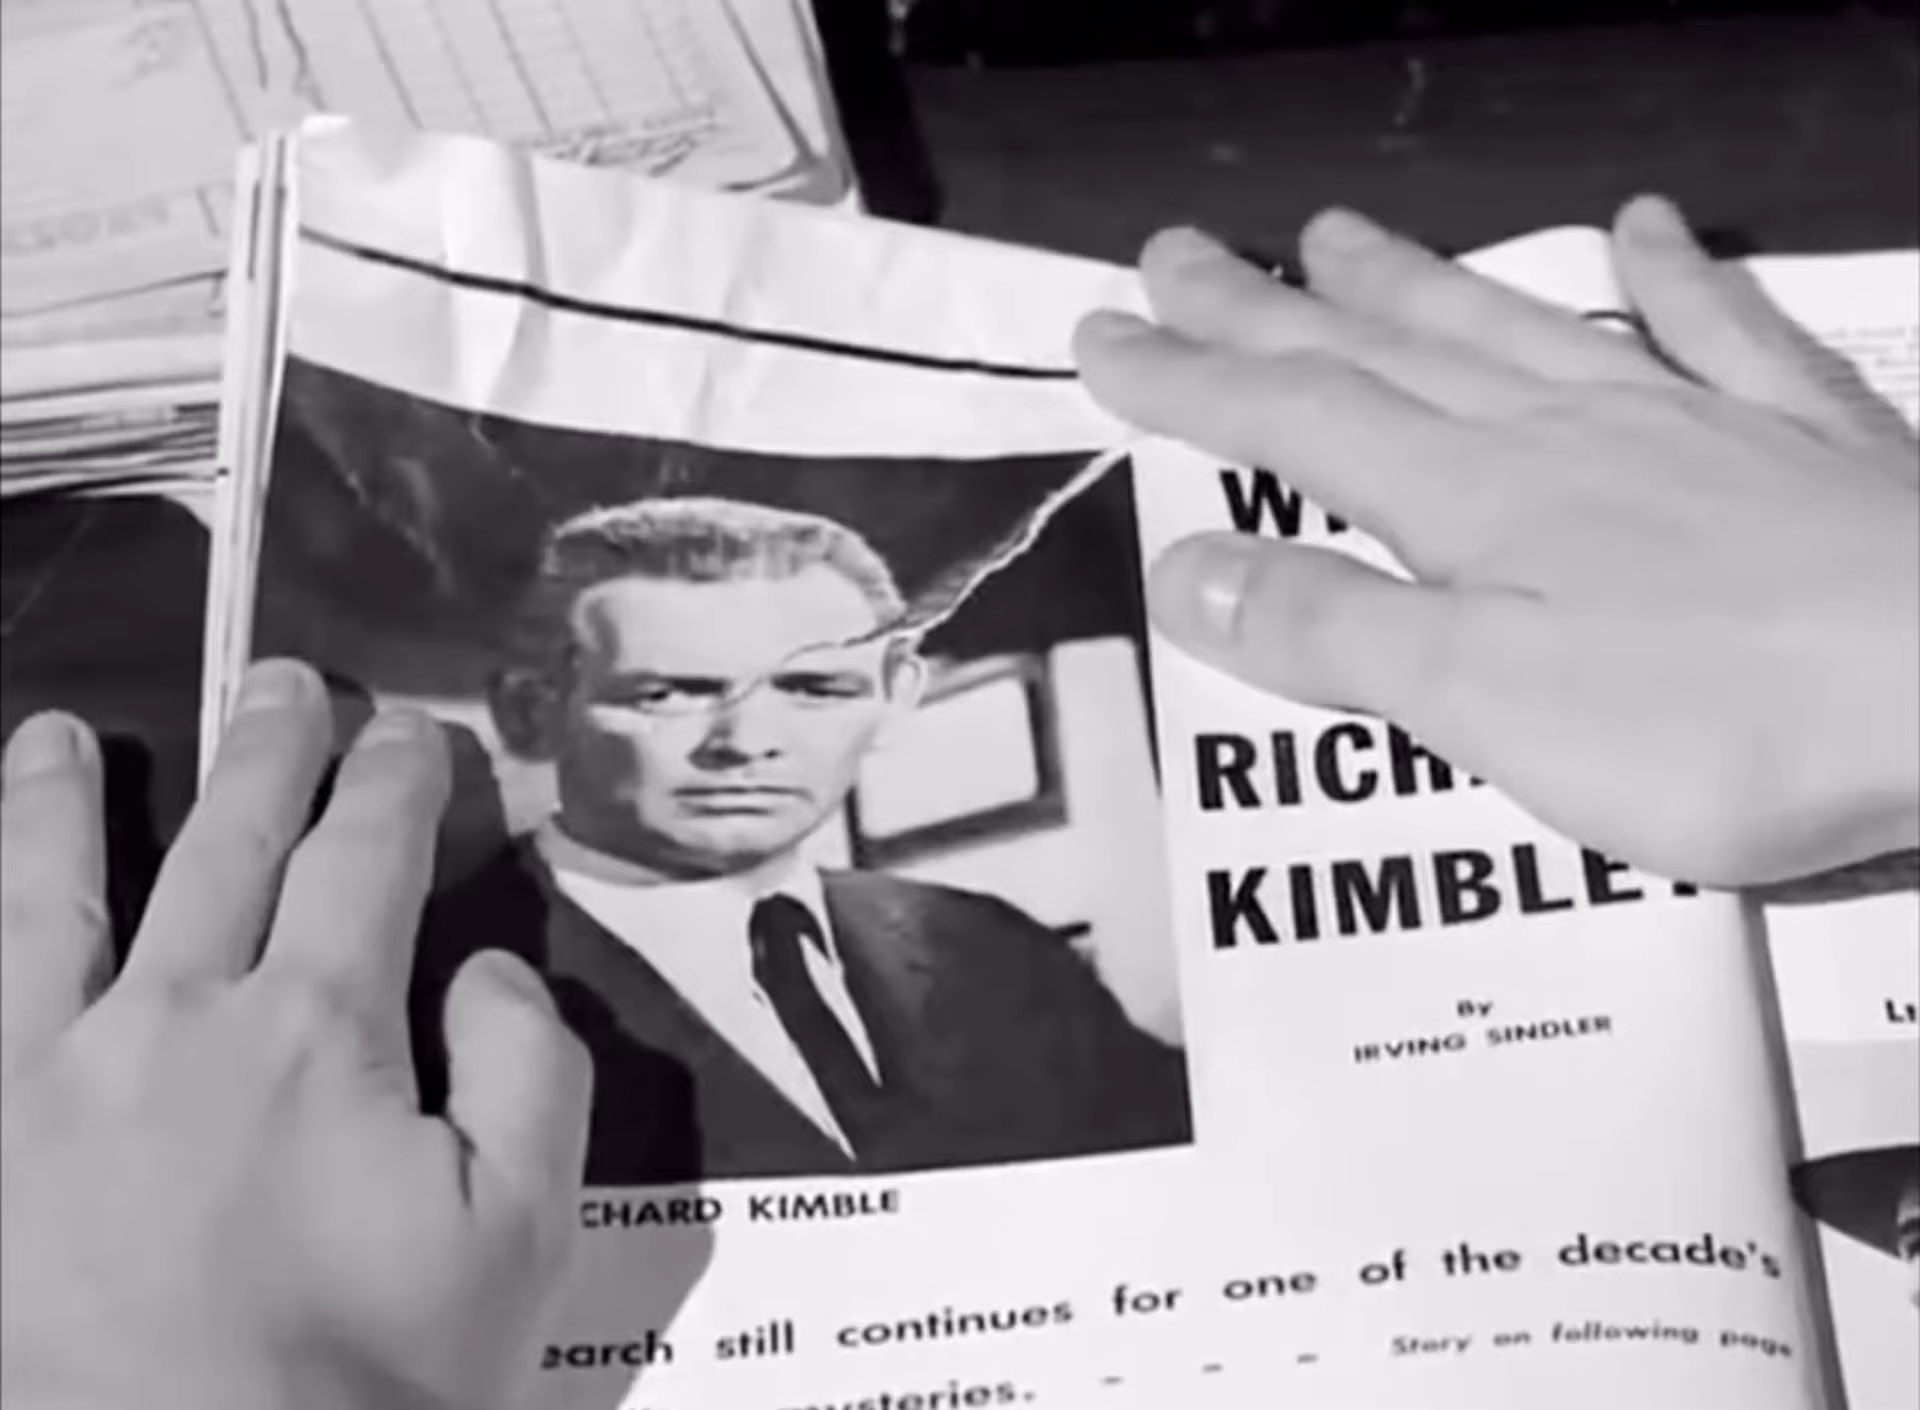 RICH
KIMBLE?
By
IRVING SINDLER
CHARD KIMBLE
earch still continues for one of the decade's
mysteries. - - - Story on following page